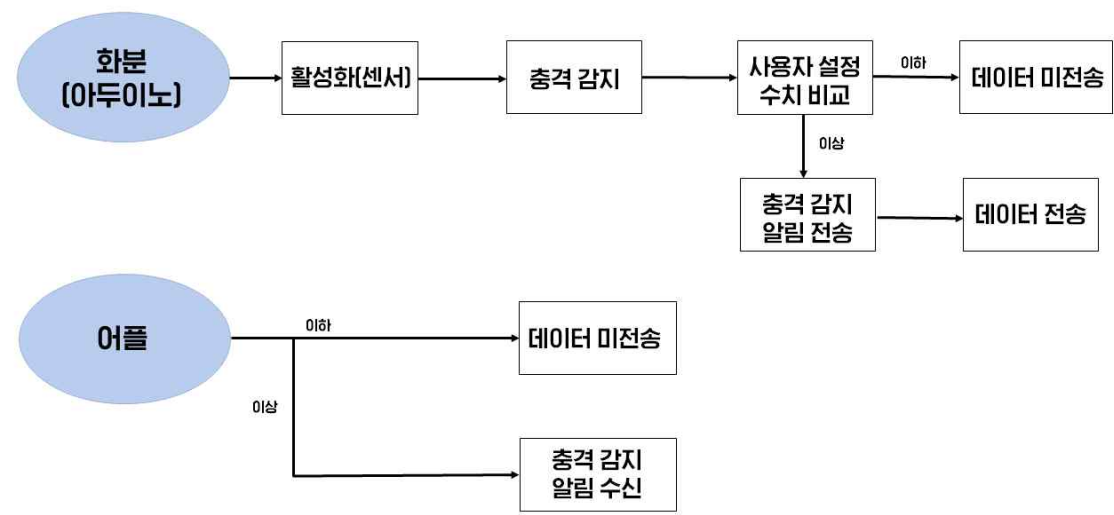 화분
(아두이노)
활성화(센서)
충격 감지
사용자 설정
수치 비교
이하
데이터 미전송
이상
충격 감지
알림 전송
데이터 전송
어플
이하
데이터 미전송
이상
충격 감지
알림 수신